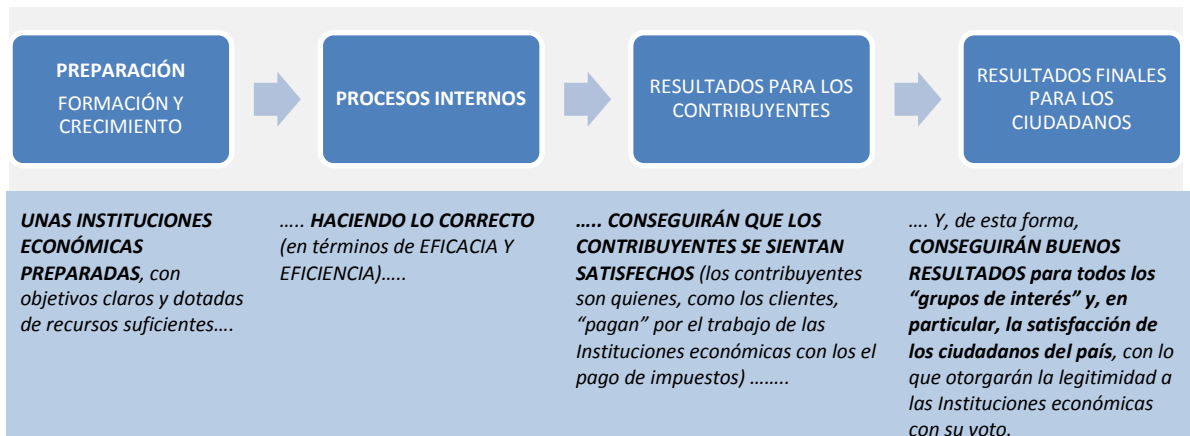 PREPARACIÓN
FORMACIÓN Y
CRECIMIENTO
PROCESOS INTERNOS
RESULTADOS PARA LOS
CONTRIBUYENTES
RESULTADOS FINALES
PARA LOS
CIUDADANOS
UNAS INSTITUCIONES
ECONÓMICAS
PREPARADAS, con
objetivos claros y dotadas
de recursos suficientes….
….. HACIENDO LO CORRECTO
(en términos de EFICACIA Y
EFICIENCIA)…..
….. CONSEGUIRÁN QUE LOS
CONTRIBUYENTES SE SIENTAN
SATISFECHOS (los contribuyentes
son quienes, como los clientes,
“pagan” por el trabajo de las
Instituciones económicas con los el
pago de impuestos) ……..
…. Y, de esta forma,
CONSEGUIRÁN BUENOS
RESULTADOS para todos los
“grupos de interés” y, en
particular, la satisfacción de
los ciudadanos del país, con lo
que otorgarán la legitimidad a
las Instituciones económicas
con su voto.